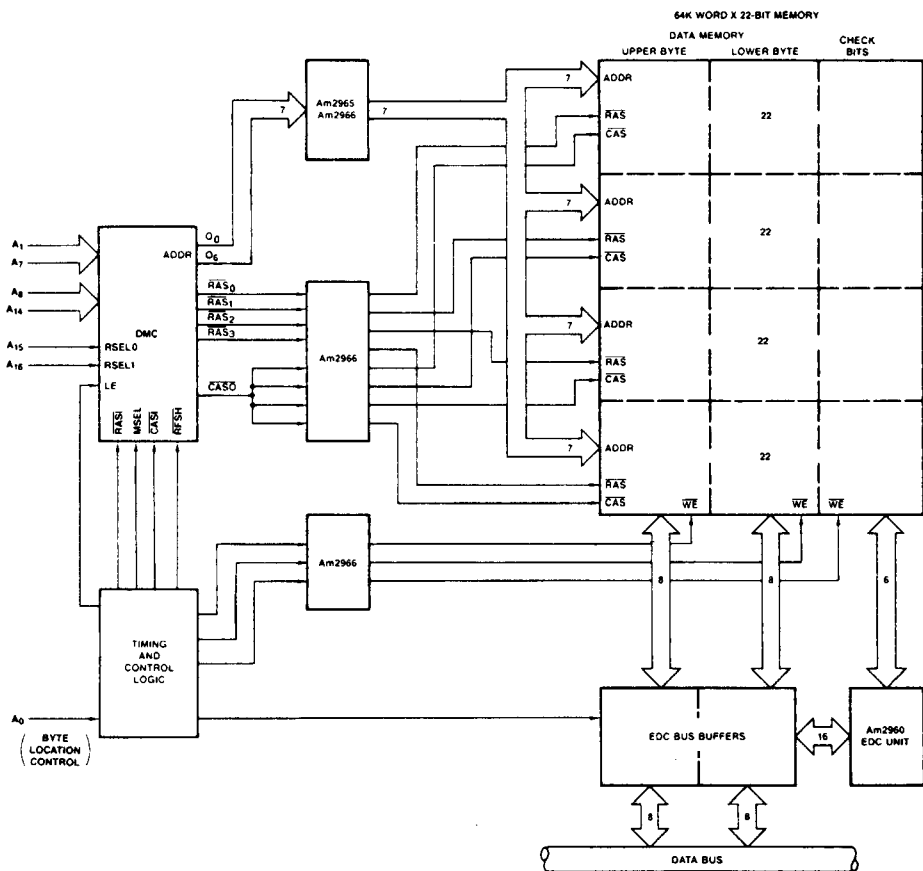 64K WORD X 22-BIT MEMORY
DATA MEMORY
UPPER BYTE
LOWER BYTE
CHECK BITS
Am2965
Am2966
7
7
7
ADDR
RAS
CAS
22
7
ADDR
RAS
CAS
22
7
ADDR
RAS
CAS
22
7
ADDR
RAS
CAS
22
WE
WE
WE
A1
A7
A8
A14
A15
A16
ADDR
DMC
RSEL0
RSEL1
LE
RASI
MSEL
CASI
RFSH
Q0
Q6
RAS0
RAS1
RAS2
RAS3
CASO
Am2966
Am2966
TIMING
AND
CONTROL
LOGIC
A0
(BYTE
LOCATION
CONTROL)
8
8
6
EDC BUS BUFFERS
16
Am2960
EDC UNIT
8
8
DATA BUS